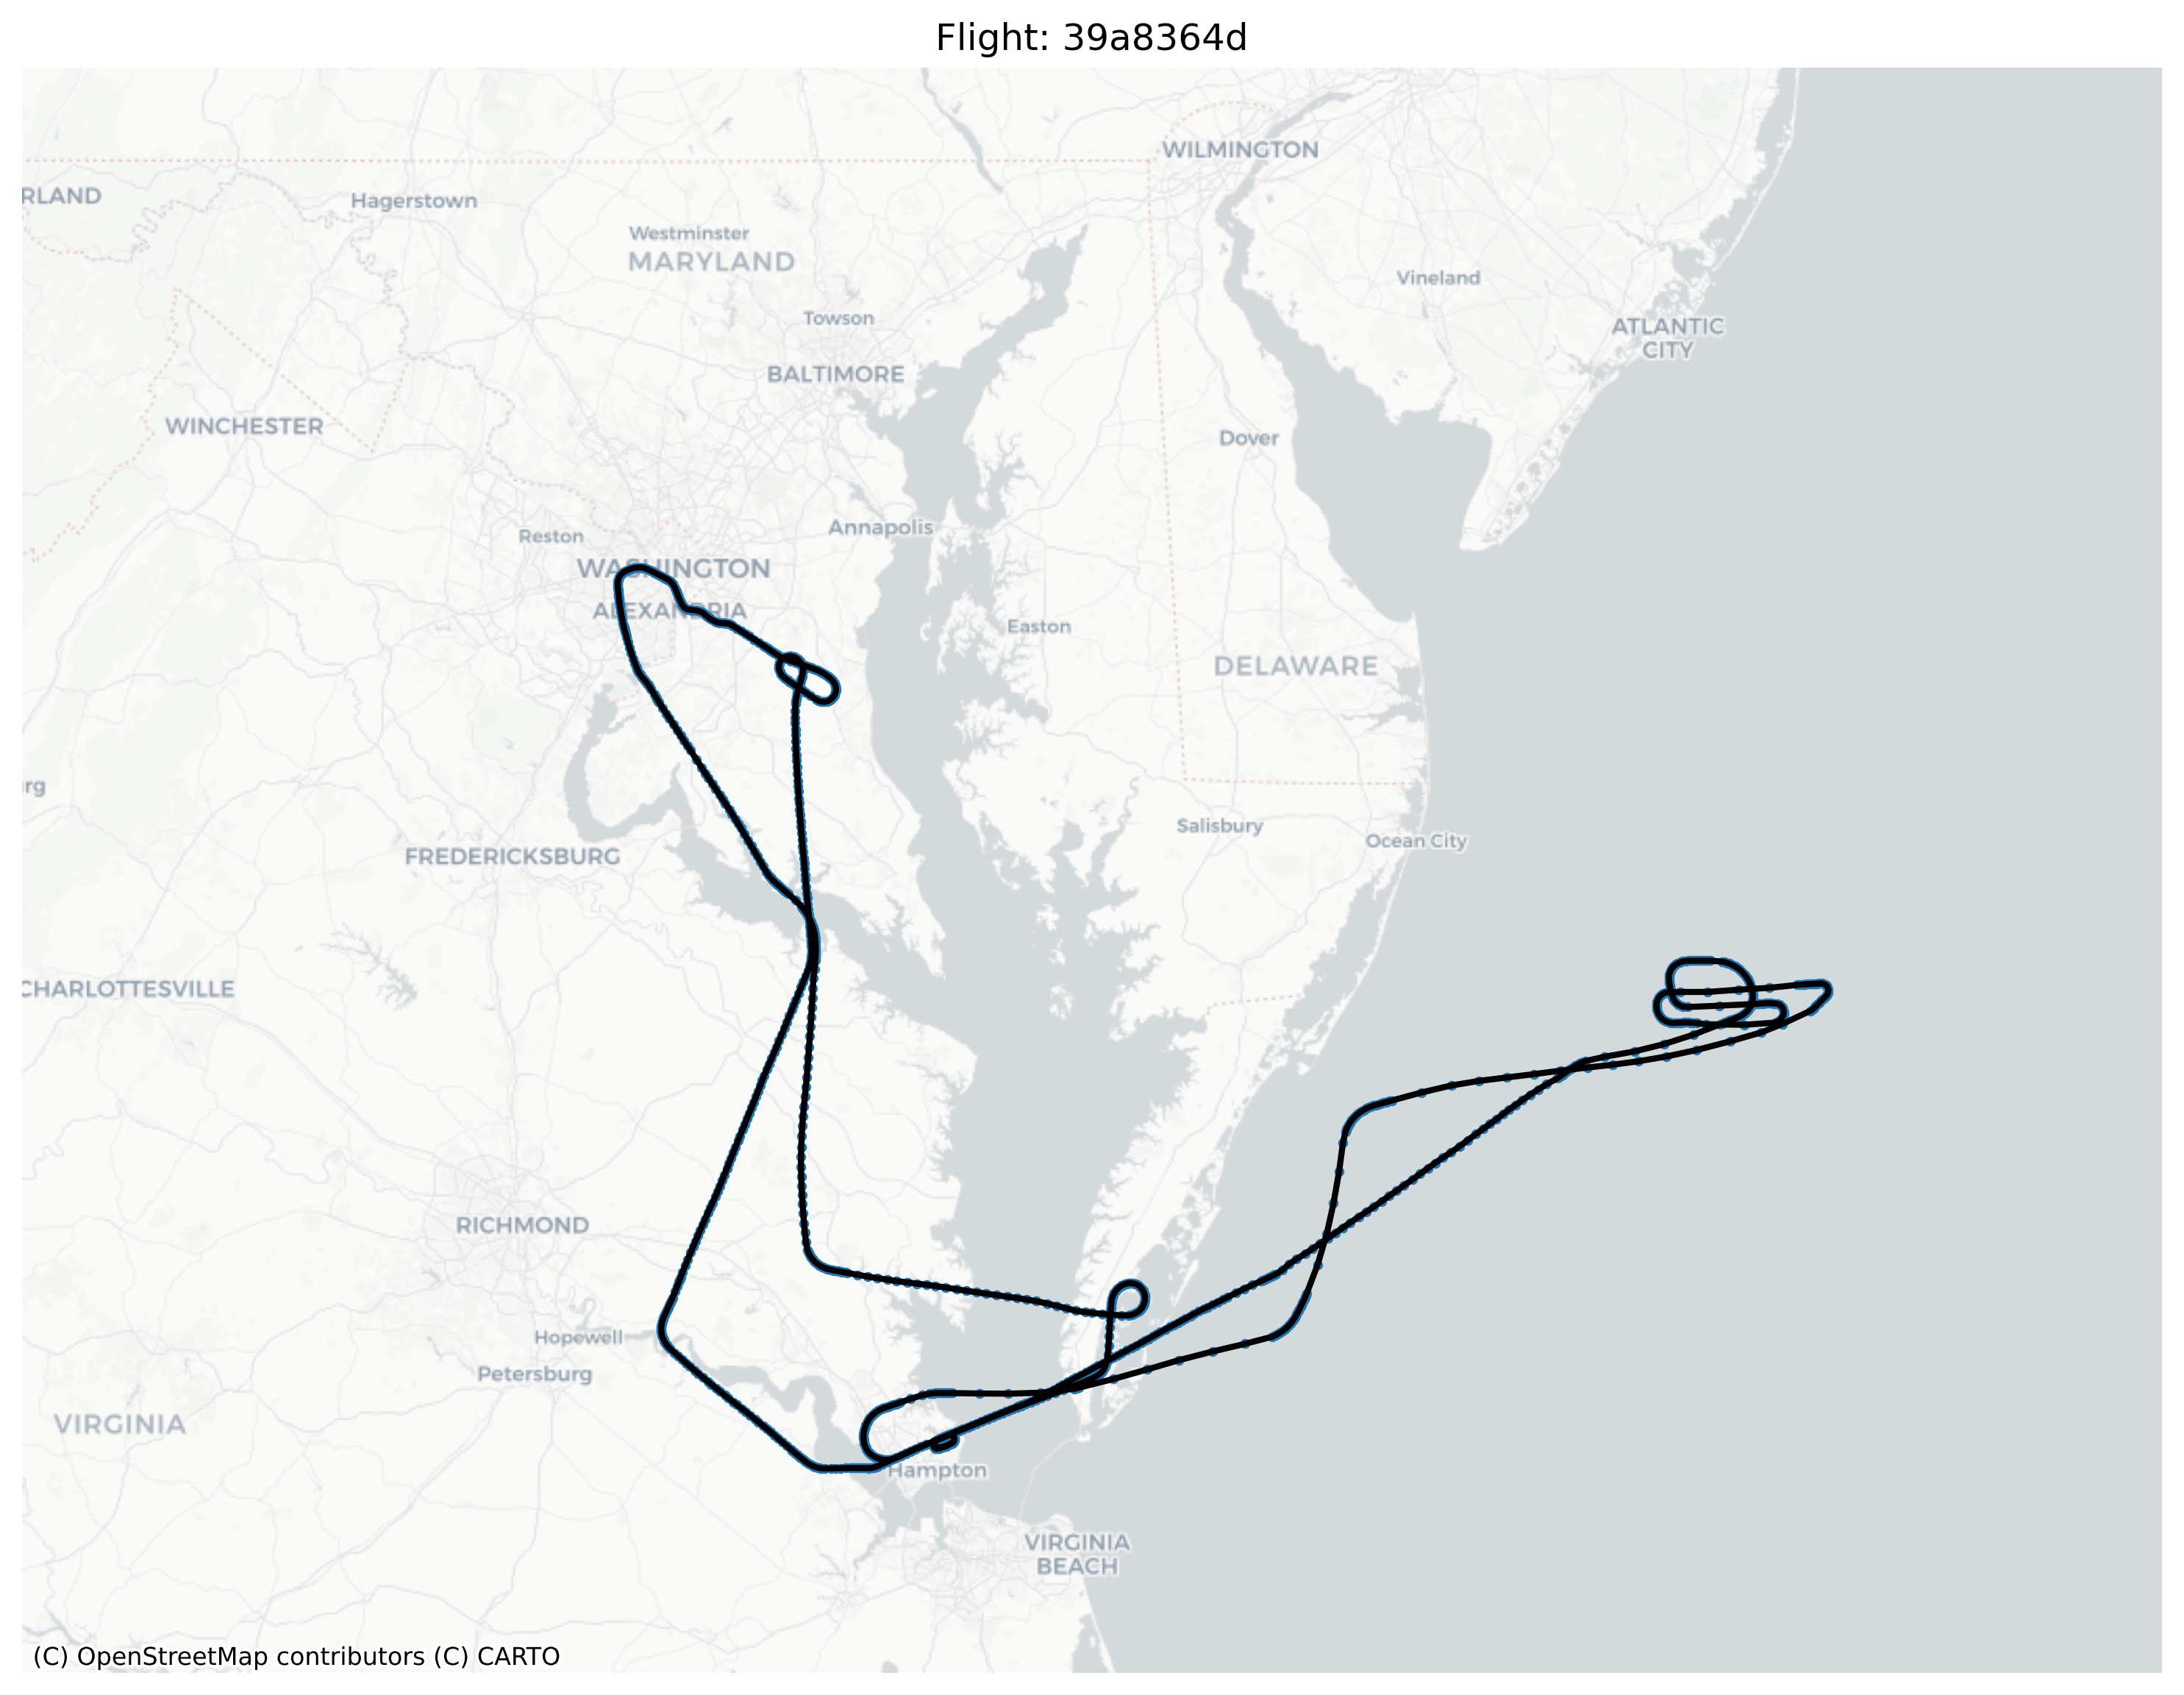 Flight: 39a8364d
WILMINGTON
RLAND
Hagerstown
Westminster
MARYLAND
Vineland
Towson
ATLANTIC
CITY
BALTIMORE
WINCHESTER
Dover
Annapolis
Reston
WASHINGTON
ALEXANDRIA
Easton
DELAWARE
rg
Salisbury
Ocean City
FREDERICKSBURG
CHARLOTTESVILLE
RICHMOND
Hopewell
Petersburg
VIRGINIA
Hampton
VIRGINIA
BEACH
(C) OpenStreetMap contributors (C) CARTO